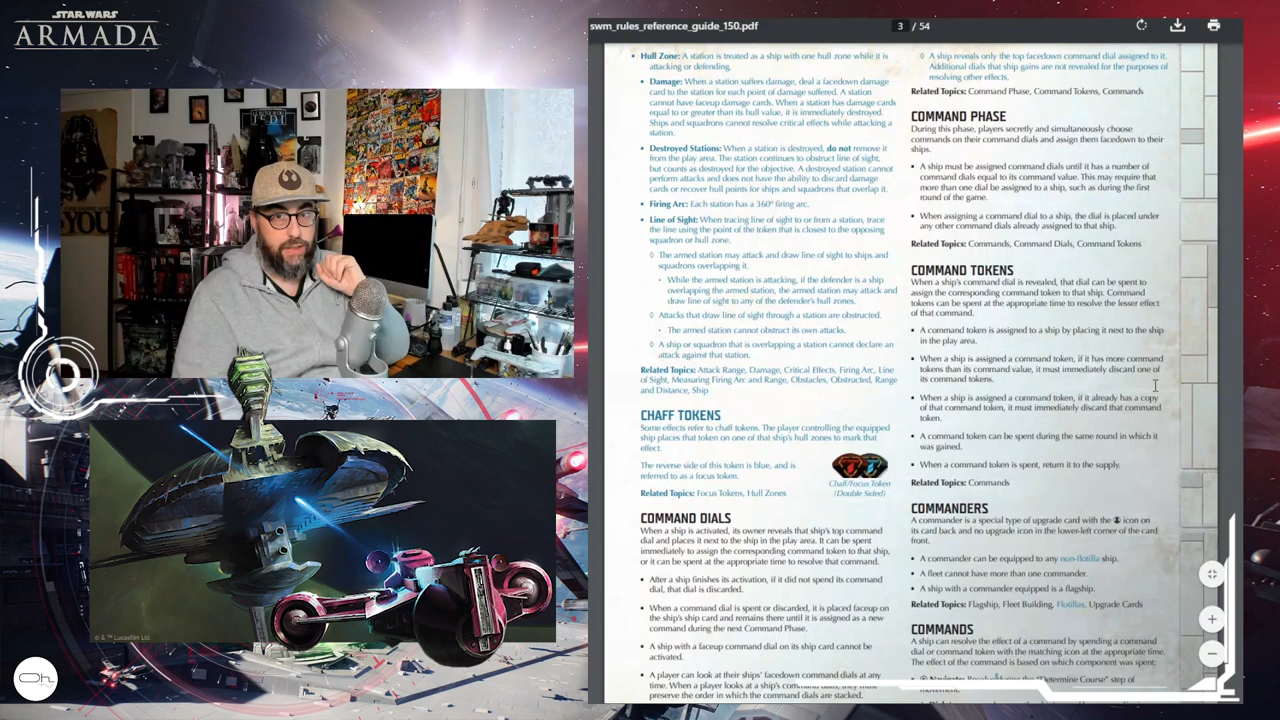 STAR WARS
ARMADA
swm_rules_reference_guide_150.pdf
3 / 54
Hull Zone: A station is treated as a ship with one hull zone while it is
attacking or defending.
Damage: When a station suffers damage, deal a facedown damage
card to the station for each point of damage suffered. A station
cannot have faceup damage cards. When a station has damage cards
equal to or greater than its hull value, it is immediately destroyed.
Ships and squadrons cannot resolve critical effects while attacking a
station.
Destroyed Stations: When a station is destroyed, do not remove it
from the play area. The station continues to obstruct line of sight,
but counts as destroyed for the objective. A destroyed station cannot
perform attacks and does not have the ability to discard damage
cards or recover hull points for ships and squadrons that overlap it.
Firing Arc: Each station has a 360º firing arc.
Line of Sight: When tracing line of sight to or from a station, trace
the line using the point of the token that is closest to the opposing
squadron or hull zone.
The armed station may attack and draw line of sight to ships and
squadrons overlapping it.
While the armed station is attacking, if the defender is a ship
overlapping the armed station, the armed station may attack and
draw line of sight to any of the defender's hull zones.
Attacks that draw line of sight through a station are obstructed.
The armed station cannot obstruct its own attacks.
A ship or squadron that is overlapping a station cannot declare an
attack against that station.
Related Topics: Attack Range, Damage, Critical Effects, Firing Arc, Line
of Sight, Measuring Firing Arc and Range, Obstacles, Obstructed, Range
and Distance, Ship
CHAFF TOKENS
Some effects refer to chaff tokens. The player controlling the equipped
ship places that token on one of that ship's hull zones to mark that
effect.
The reverse side of this token is blue, and is
referred to as a focus token.
Related Topics: Focus Tokens, Hull Zones
Chaff/Focus Token
(Double Sided)
COMMAND DIALS
When a ship is activated, its owner reveals that ship's top command
dial and places it next to the ship in the play area. It can be spent
immediately to assign the corresponding command token to that ship,
or it can be spent at the appropriate time to resolve that command.
After a ship finishes its activation, if it did not spend its command
dial, that dial is discarded.
When a command dial is spent or discarded, it is placed faceup on
the ship's ship card and remains there until it is assigned as a new
command during the next Command Phase.
A ship with a faceup command dial on its ship card cannot be
activated.
A player can look at their ships' facedown command dials at any
time. When a player looks at a ship's command dials, they must
preserve the order in which the command dials are stacked.
A ship reveals only the top facedown command dial assigned to it.
Additional dials that ship gains are not revealed for the purposes of
resolving other effects.
Related Topics: Command Phase, Command Tokens, Commands
COMMAND PHASE
During this phase, players secretly and simultaneously choose
commands on their command dials and assign them facedown to their
ships.
A ship must be assigned command dials until it has a number of
command dials equal to its command value. This may require that
more than one dial be assigned to a ship, such as during the first
round of the game.
When assigning a command dial to a ship, the dial is placed under
any other command dials already assigned to that ship.
Related Topics: Commands, Command Dials, Command Tokens
COMMAND TOKENS
When a ship's command dial is revealed, that dial can be spent to
assign the corresponding command token to that ship. Command
tokens can be spent at the appropriate time to resolve the lesser effect
of that command.
A command token is assigned to a ship by placing it next to the ship
in the play area.
When a ship is assigned a command token, if it has more command
tokens than its command value, it must immediately discard one of
its command tokens.
When a ship is assigned a command token, if it already has a copy
of that command token, it must immediately discard that command
token.
A command token can be spent during the same round in which it
was gained.
When a command token is spent, return it to the supply.
Related Topics: Commands
COMMANDERS
A commander is a special type of upgrade card with the icon on
its card back and no upgrade icon in the lower-left corner of the card
front.
A commander can be equipped to any non-flotilla ship.
A fleet cannot have more than one commander.
A ship with a commander equipped is a flagship.
Related Topics: Flagship, Fleet Building, Flotillas, Upgrade Cards
COMMANDS
A ship can resolve the effect of a command by spending a command
dial or command token with the matching icon at the appropriate time.
The effect of the command is based on which component was spent:
Navigate: Resolve during the "Determine Course" step of
movement.
© & ™ Lucasfilm Ltd.